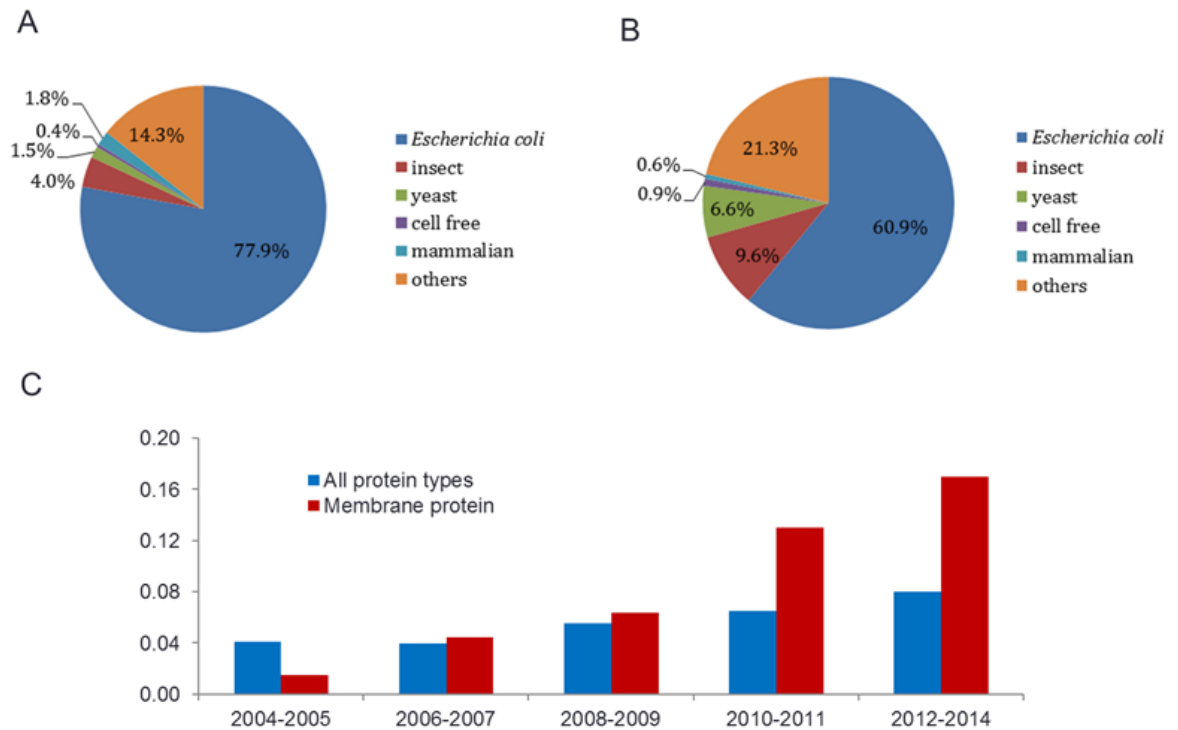 A
B
1.8%
0.4%
1.5%
4.0%
14.3%
77.9%
Escherichia coli
insect
yeast
cell free
mammalian
others
0.6%
0.9%
6.6%
9.6%
21.3%
60.9%
Escherichia coli
insect
yeast
cell free
mammalian
others
C
0.20
0.16
0.12
0.08
0.04
0.00
All protein types
Membrane protein
2004-2005
2006-2007
2008-2009
2010-2011
2012-2014